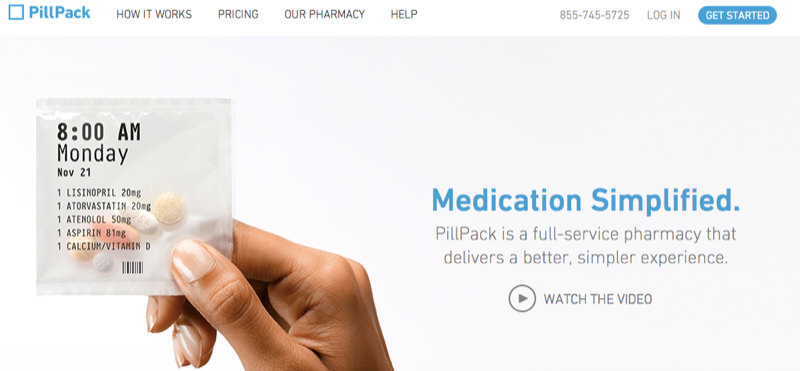 PillPack
HOW IT WORKS
PRICING
OUR PHARMACY
HELP
855-745-5725
LOG IN
GET STARTED
8:00 AM
Monday
Nov 21
1 LISINOPRIL 20mg
1 ATORVASTATIN 20mg
1 ATENOLOL 50mg
1 ASPIRIN 81mg
1 CALCIUM/VITAMIN D
Medication Simplified.
PillPack is a full-service pharmacy that
delivers a better, simpler experience.
WATCH THE VIDEO